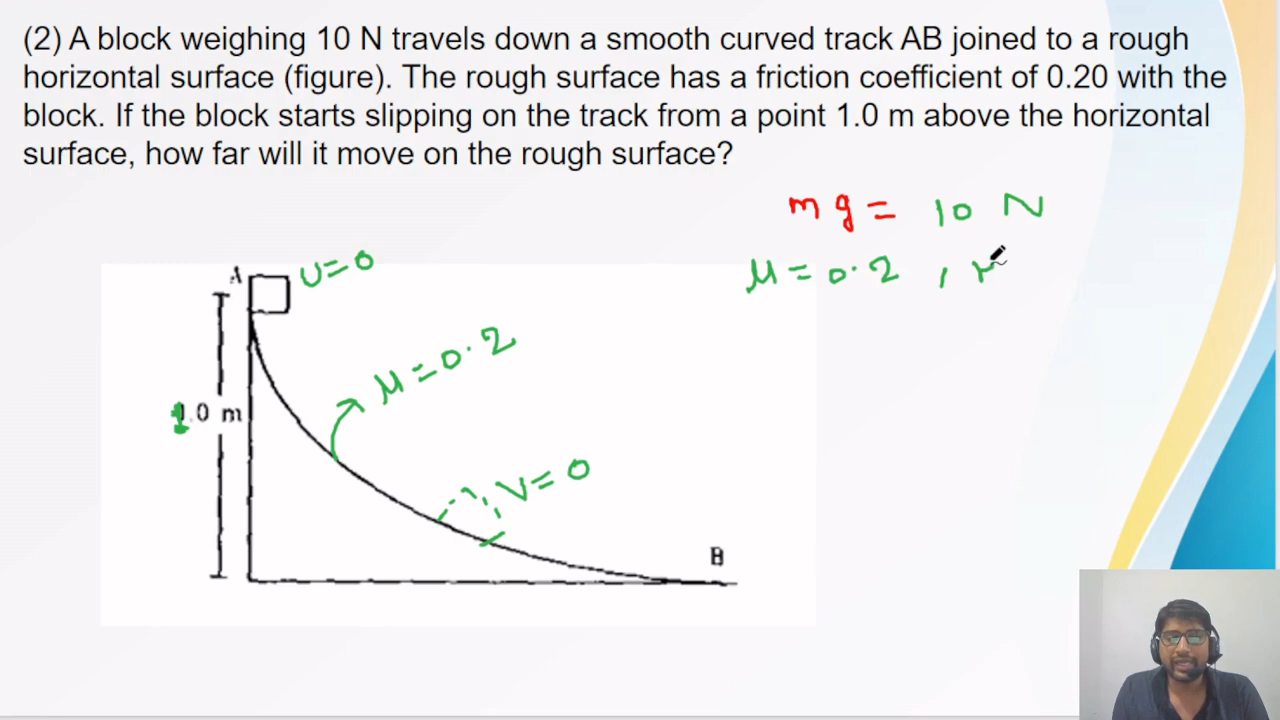 (2) A block weighing 10 N travels down a smooth curved track AB joined to a rough
horizontal surface (figure). The rough surface has a friction coefficient of 0.20 with the
block. If the block starts slipping on the track from a point 1.0 m above the horizontal
surface, how far will it move on the rough surface?
mg = 10 N
μ = 0.2 ,
A
U=0
μ = 0.2
1.0 m
V= 0
B